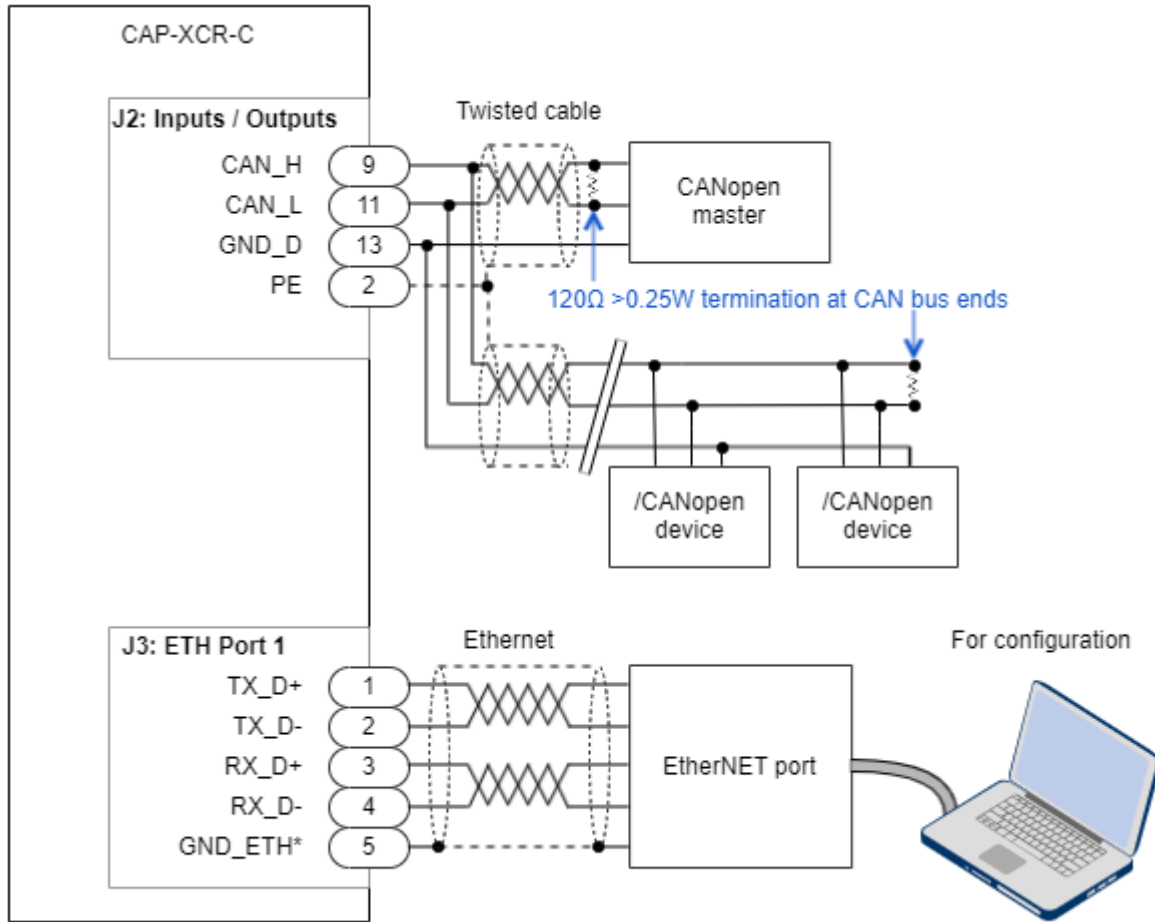 CAP-XCR-C
J2: Inputs / Outputs
Twisted cable
CAN_H 9
CAN_L 11
GND_D 13
PE 2
CANopen
master
120Ω >0.25W termination at CAN bus ends
/CANopen
device
/CANopen
device
J3: ETH Port 1
Ethernet
For configuration
TX_D+ 1
TX_D- 2
RX_D+ 3
RX_D- 4
GND_ETH* 5
EtherNET port